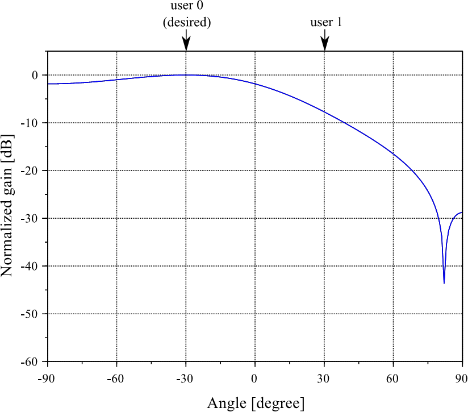 user 0
(desired)
user 1
Normalized gain [dB]
0
-10
-20
-30
-40
-50
-60
-90
-60
-30
0
30
60
90
Angle [degree]